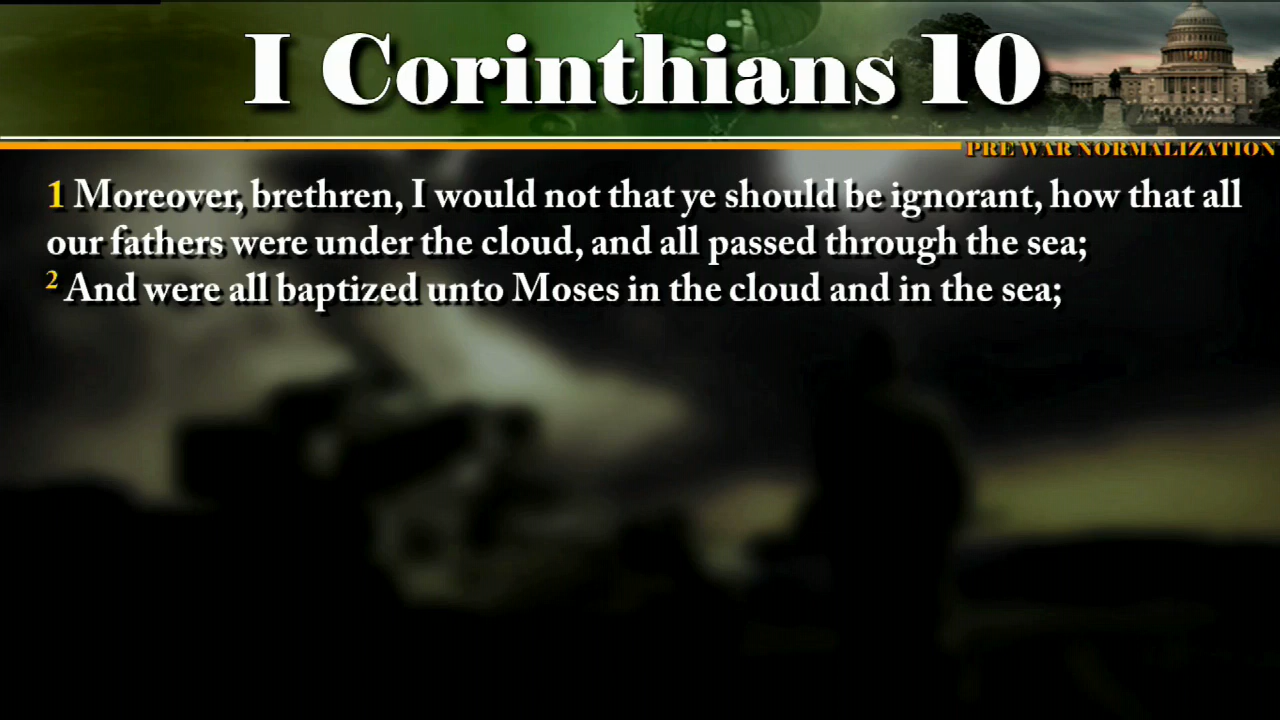 I Corinthians 10
PRE WAR NORMALIZATION
1 Moreover, brethren, I would not that ye should be ignorant, how that all
our fathers were under the cloud, and all passed through the sea;
2 And were all baptized unto Moses in the cloud and in the sea;